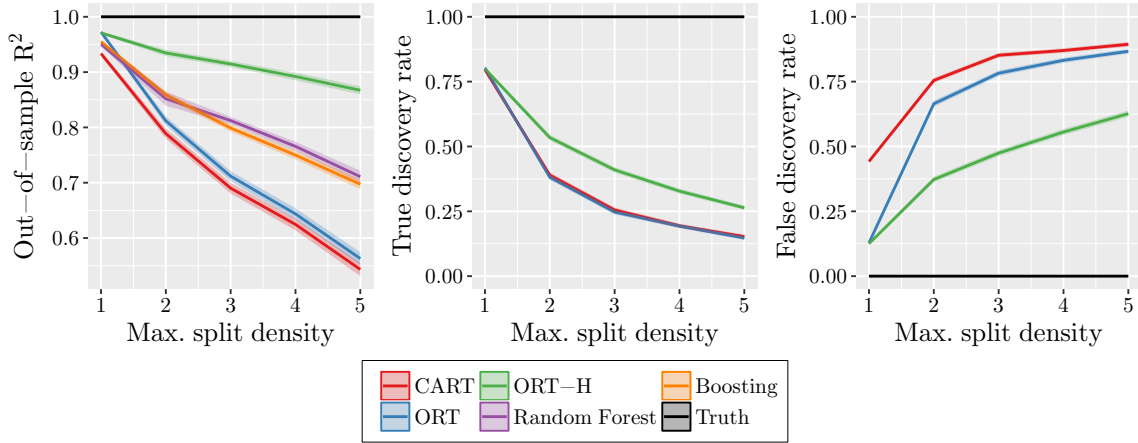 Out−of−sample R²
1.0
0.9
0.8
0.7
0.6
1 2 3 4 5
Max. split density
True discovery rate
1.00
0.75
0.50
0.25
0.00
1 2 3 4 5
Max. split density
False discovery rate
1.00
0.75
0.50
0.25
0.00
1 2 3 4 5
Max. split density
CART ORT−H Boosting
ORT Random Forest Truth